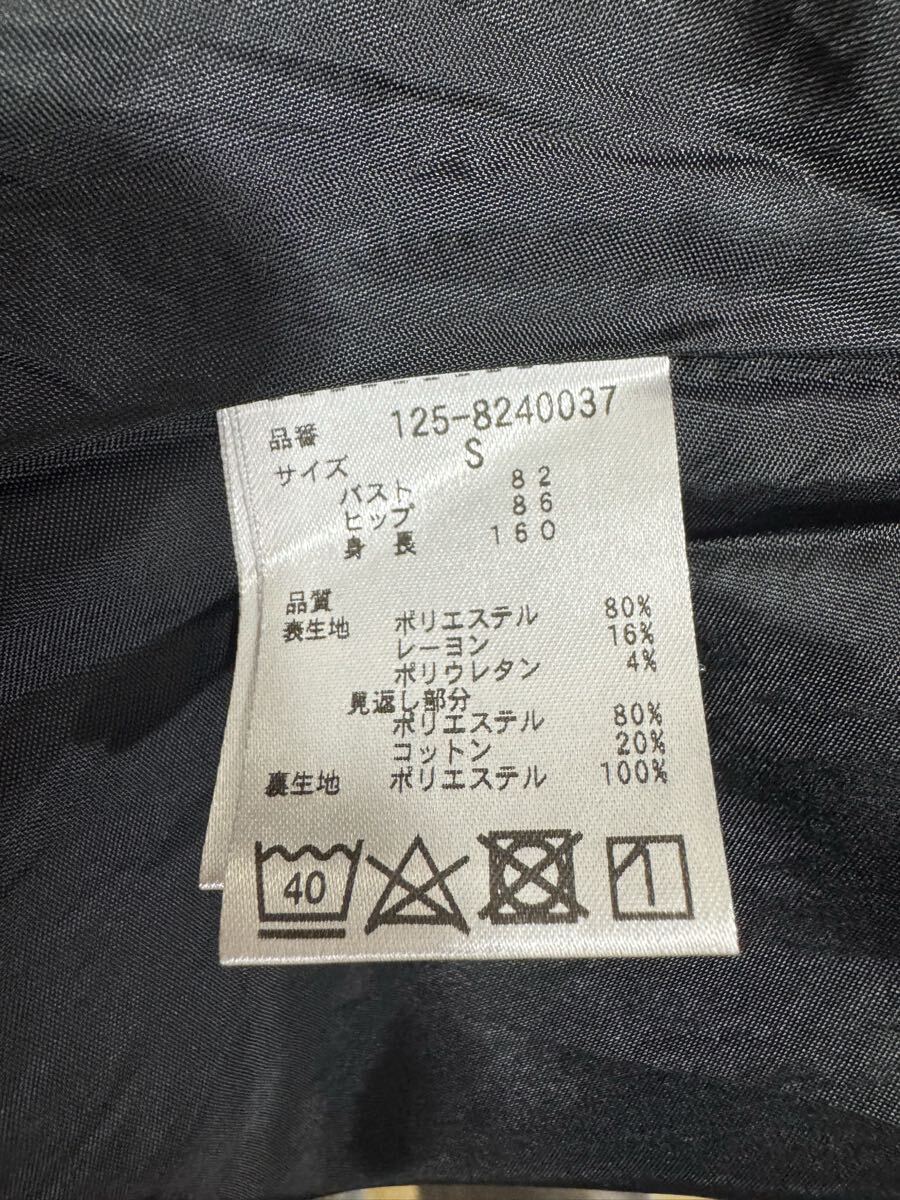 品番 125-8240037
サイズ S
バスト 82
ヒップ 86
身長 160
品質
表生地 ポリエステル 80%
レーヨン 16%
ポリウレタン 4%
見返し部分
ポリエステル 80%
コットン 20%
裏生地 ポリエステル 100%
40